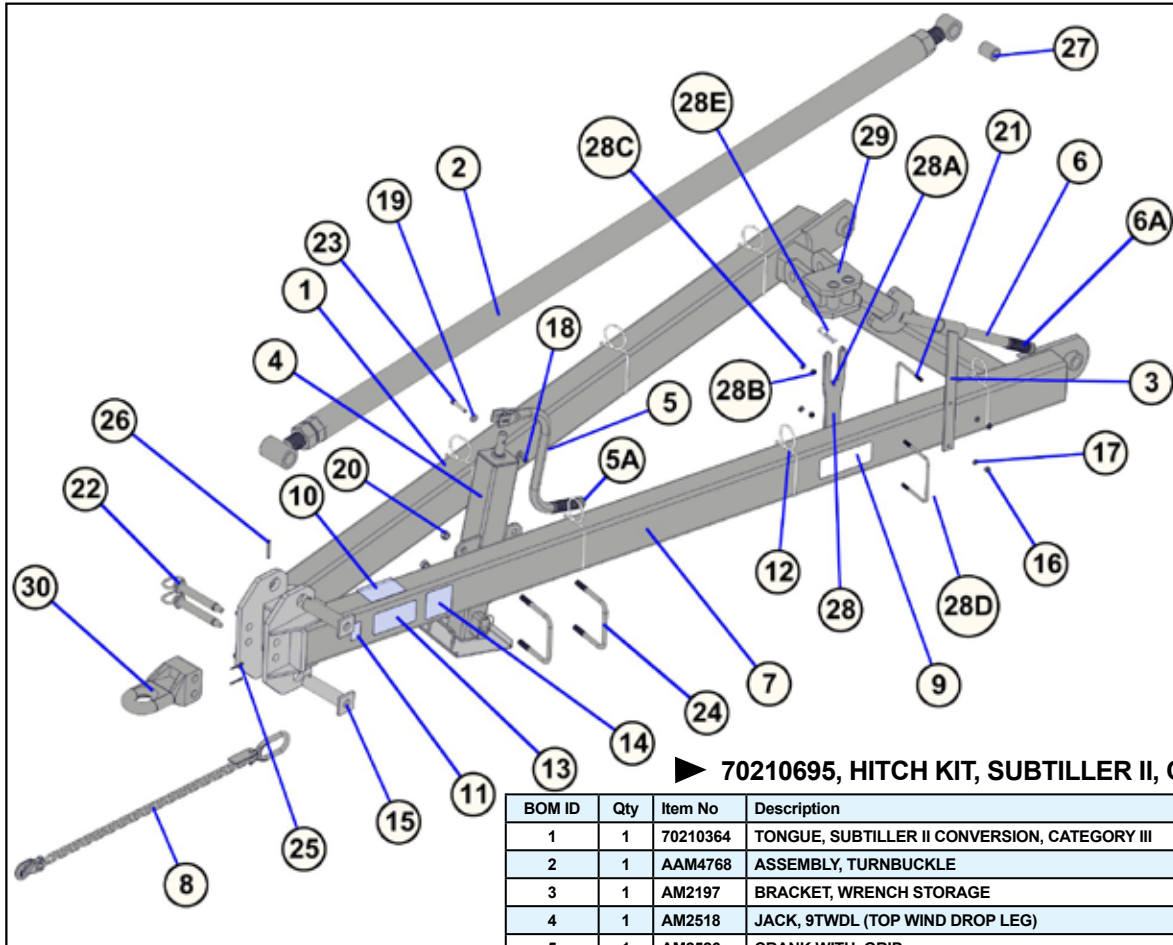 27
28E
29
21
28C
28A
6
2
19
6A
23
1
18
4
28B
5
3
26
20
5A
17
10
22
12
16
30
28
28D
7
9
24
14
13
11
15
25
8
70210695, HITCH KIT, SUBTILLER II,
BOM ID Qty Item No Description
1 1 70210364 TONGUE, SUBTILLER II CONVERSION, CATEGORY III
2 1 AAM4768 ASSEMBLY, TURNBUCKLE
3 1 AM2197 BRACKET, WRENCH STORAGE
4 1 AM2518 JACK, 9TWDL (TOP WIND DROP LEG)